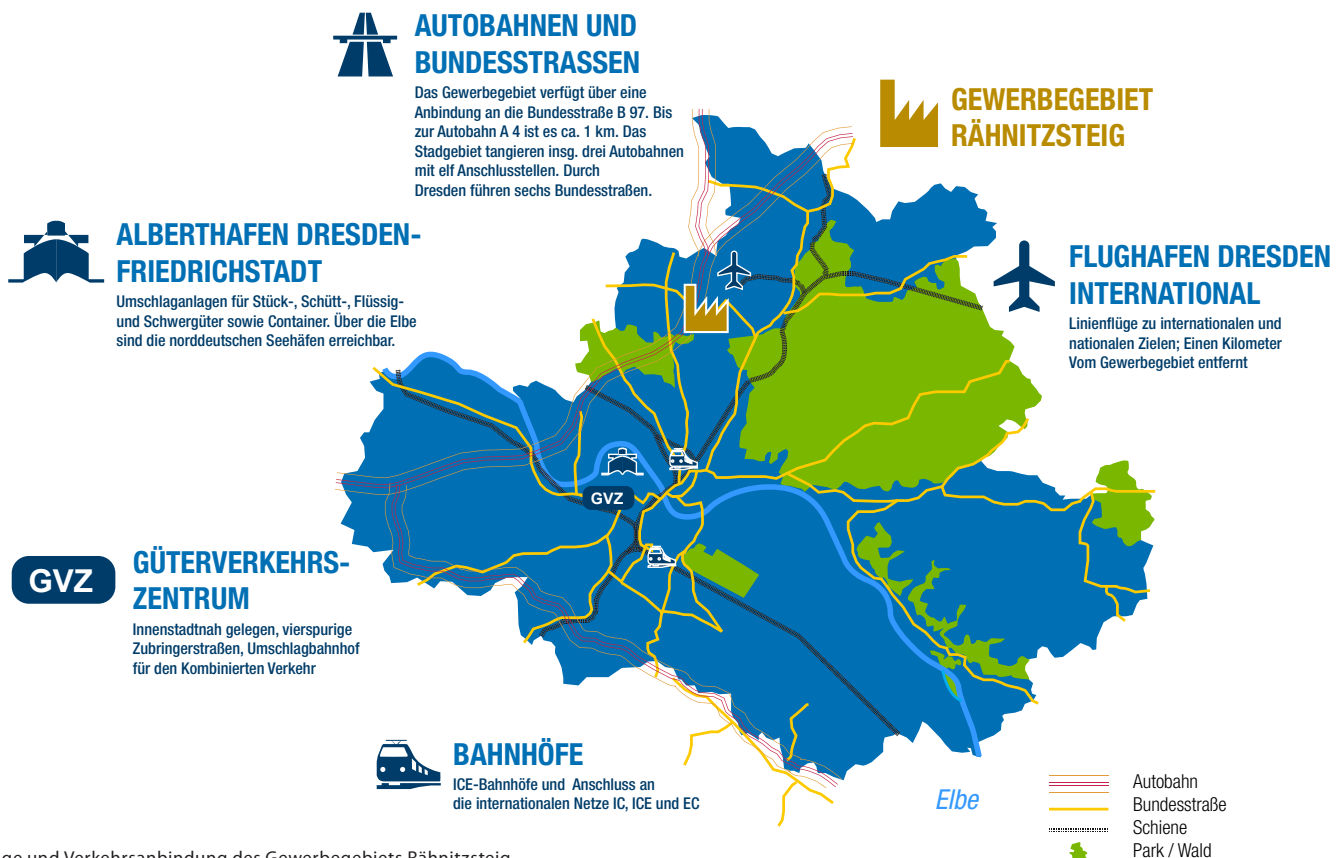 AUTOBAHNEN UND
BUNDESSTRASSEN
Das Gewerbegebiet verfügt über eine
Anbindung an die Bundesstraße B 97. Bis
zur Autobahn A 4 ist es ca. 1 km. Das
Stadgebiet tangieren insg. drei Autobahnen
mit elf Anschlusstellen. Durch
Dresden führen sechs Bundesstraßen.
GEWERBEGEBIET
RÄHNITZSTEIG
ALBERTHAFEN DRESDEN-
FRIEDRICHSTADT
Umschlaganlagen für Stück-, Schütt-, Flüssig-
und Schwergüter sowie Container. Über die Elbe
sind die norddeutschen Seehäfen erreichbar.
FLUGHAFEN DRESDEN
INTERNATIONAL
Linienflüge zu internationalen und
nationalen Zielen; Einen Kilometer
Vom Gewerbegebiet entfernt
GVZ
GVZ
GÜTERVERKEHRS-
ZENTRUM
Innenstadtnah gelegen, vierspurige
Zubringerstraßen, Umschlagbahnhof
für den Kombinierten Verkehr
BAHNHÖFE
ICE-Bahnhöfe und Anschluss an
die internationalen Netze IC, ICE und EC
Elbe
Autobahn
Bundesstraße
Schiene
Park / Wald
und Verkehrsanbindung des Gewerbegebiets Rähnitzsteig